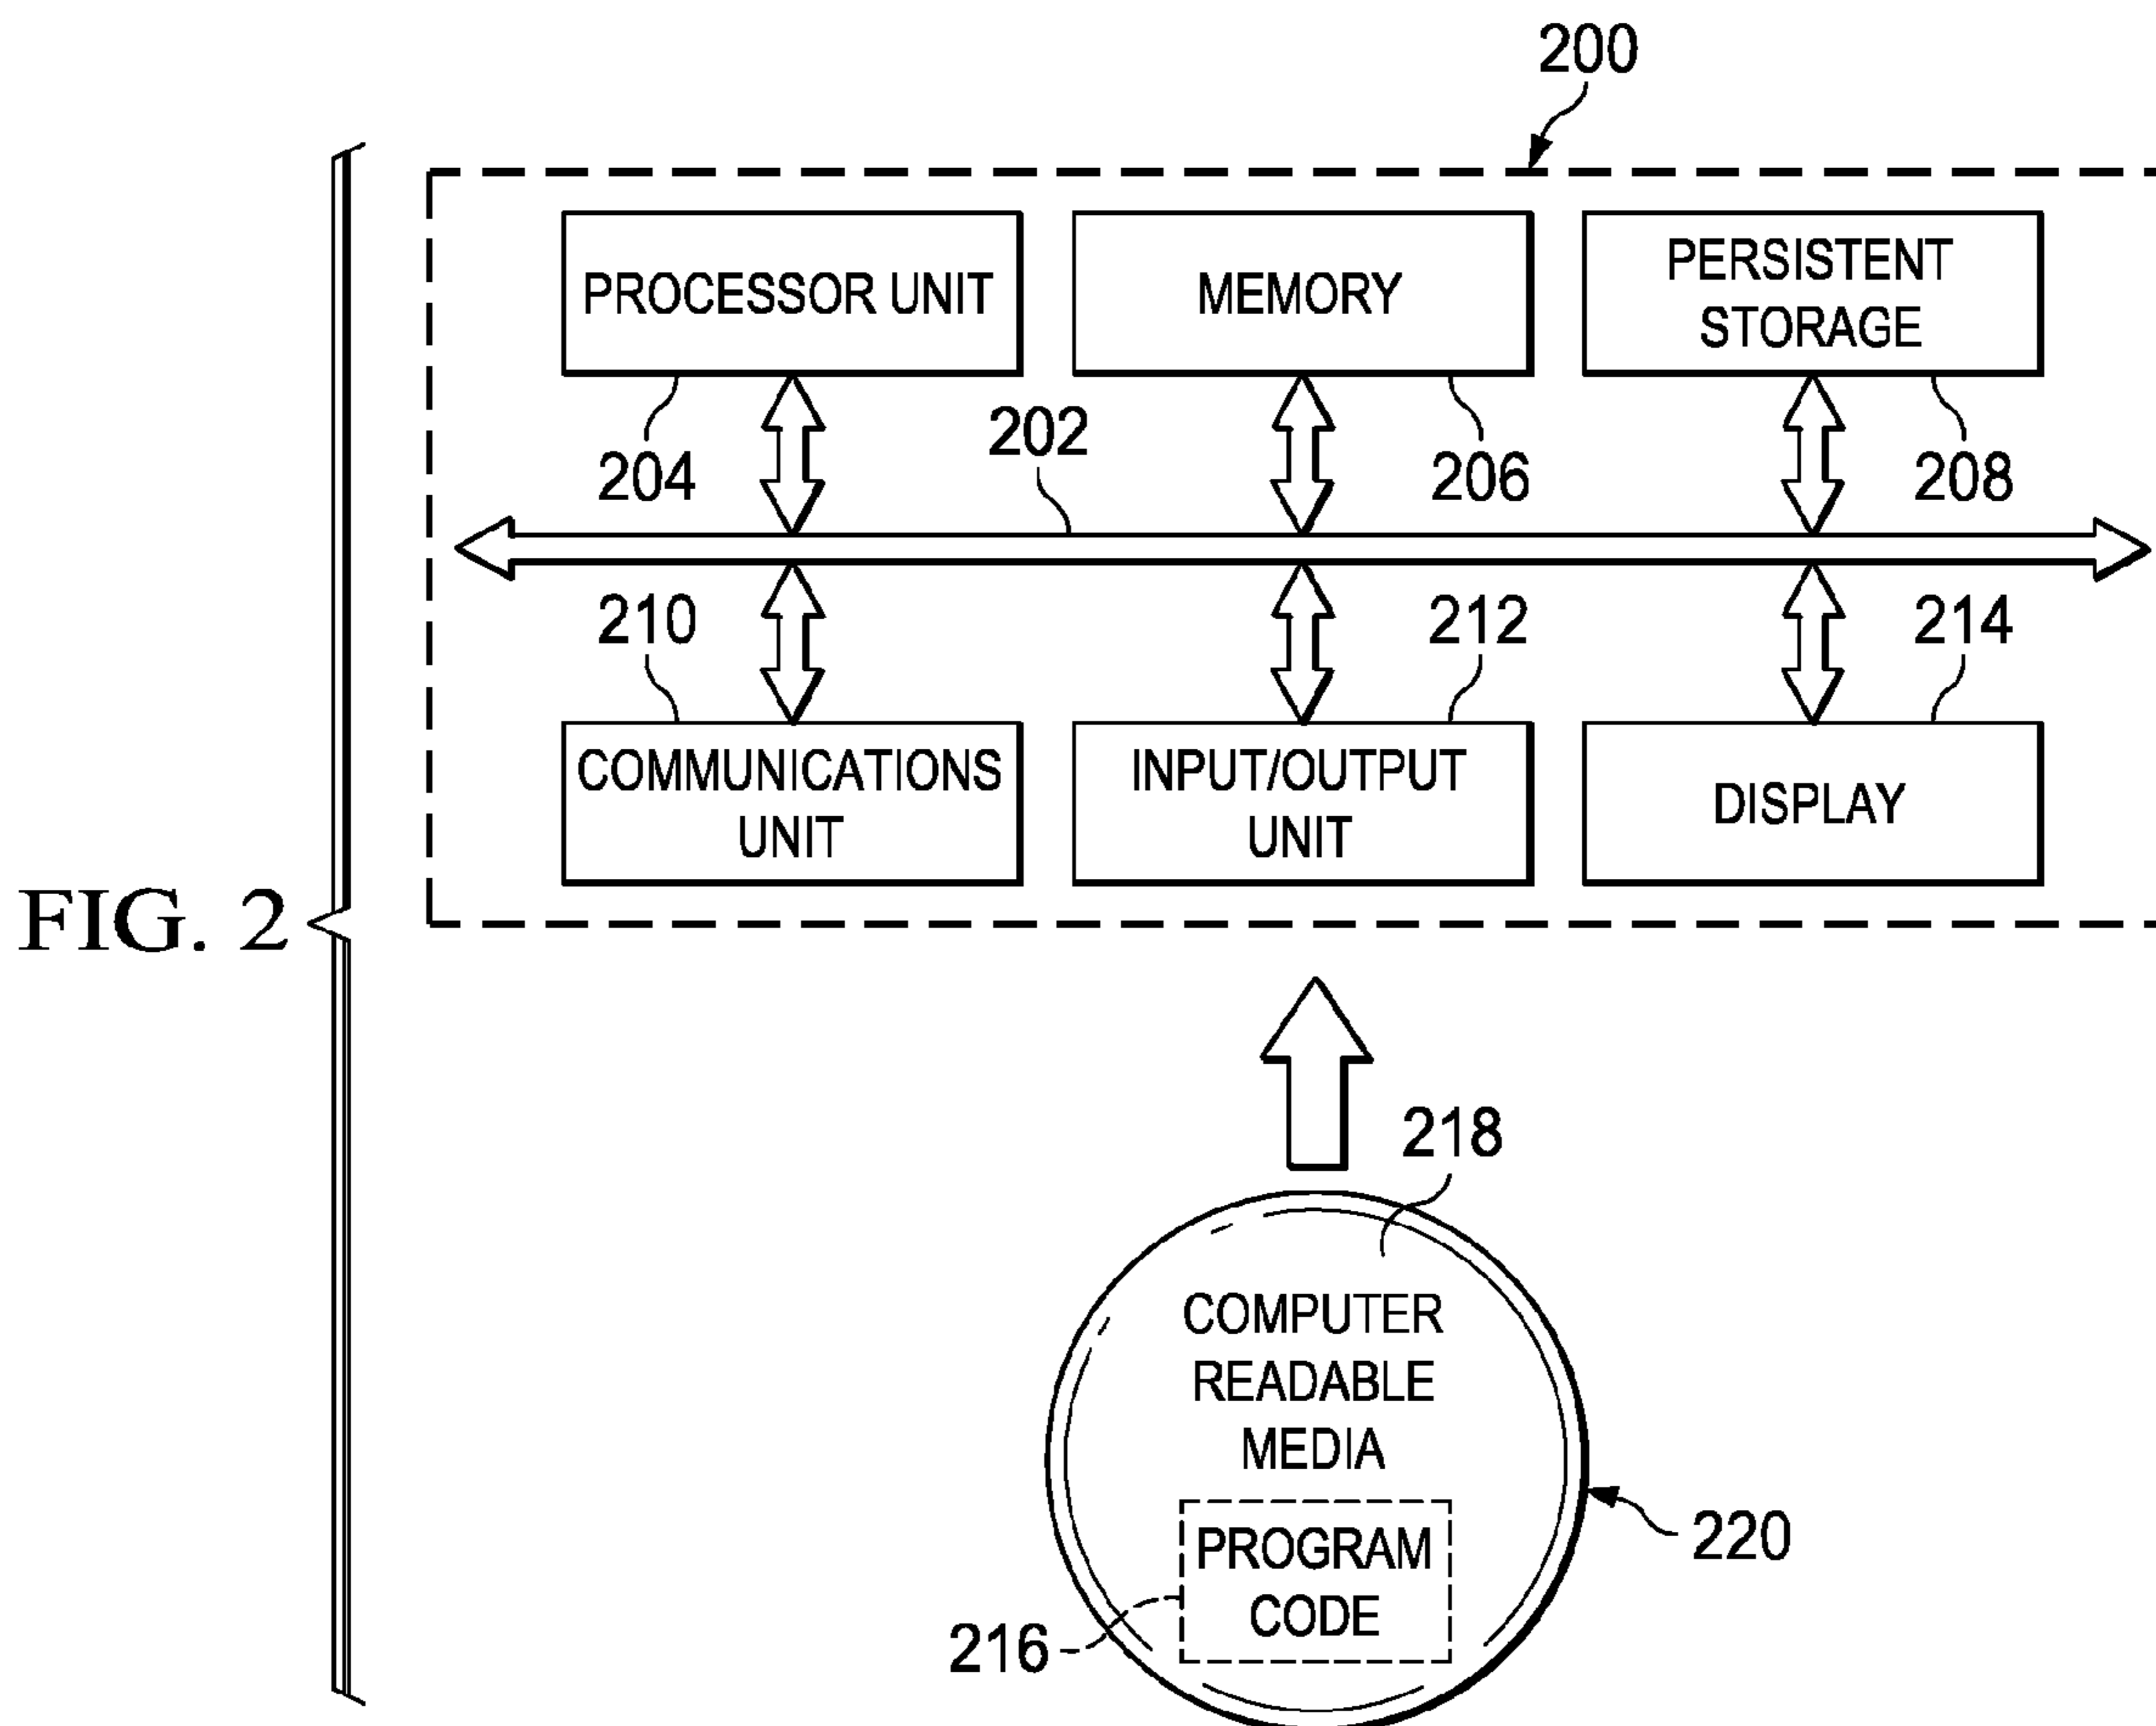 200
PROCESSOR UNIT
MEMORY
PERSISTENT
STORAGE
204
202
206
208
210
212
214
COMMUNICATIONS
UNIT
INPUT/OUTPUT
UNIT
DISPLAY
FIG. 2
218
COMPUTER
READABLE
MEDIA
PROGRAM
CODE
220
216